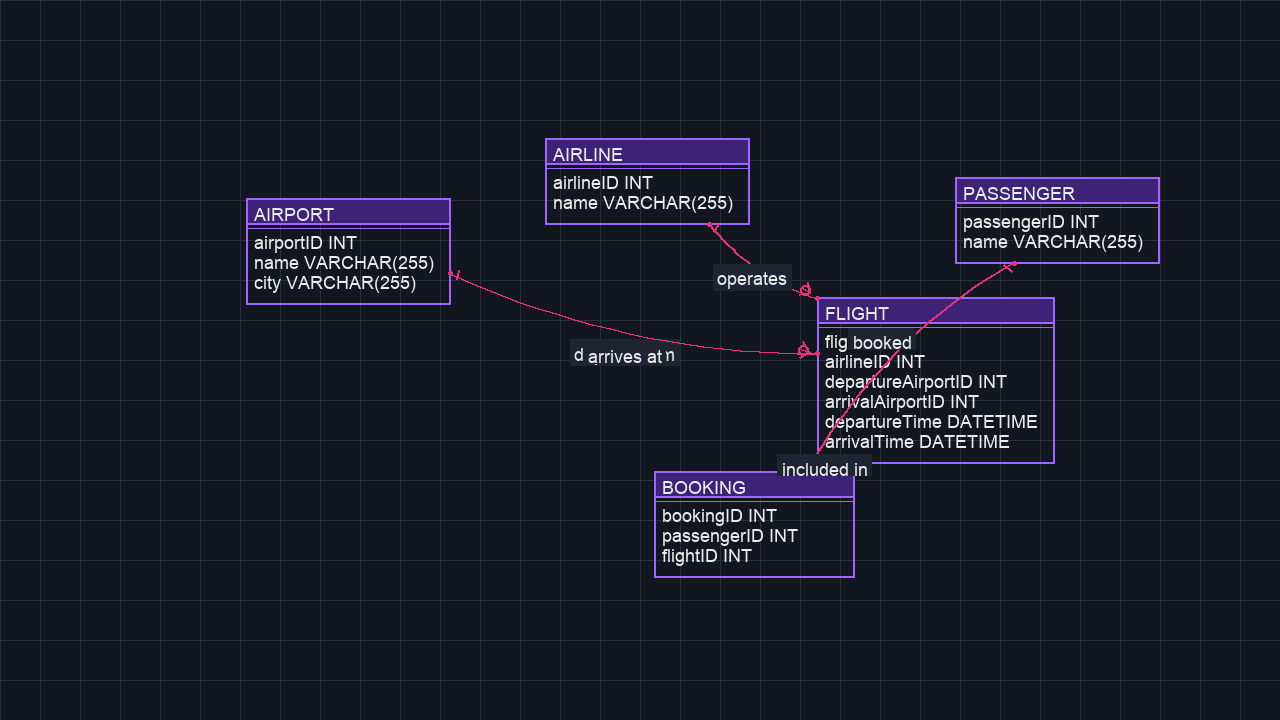 AIRLINE
airlineID INT
name VARCHAR(255)
PASSENGER
passengerID INT
name VARCHAR(255)
AIRPORT
airportID INT
name VARCHAR(255)
city VARCHAR(255)
operates
arrives at
FLIGHT
booked
airlineID INT
departureAirportID INT
arrivalAirportID INT
departureTime DATETIME
arrivalTime DATETIME
included in
BOOKING
bookingID INT
passengerID INT
flightID INT